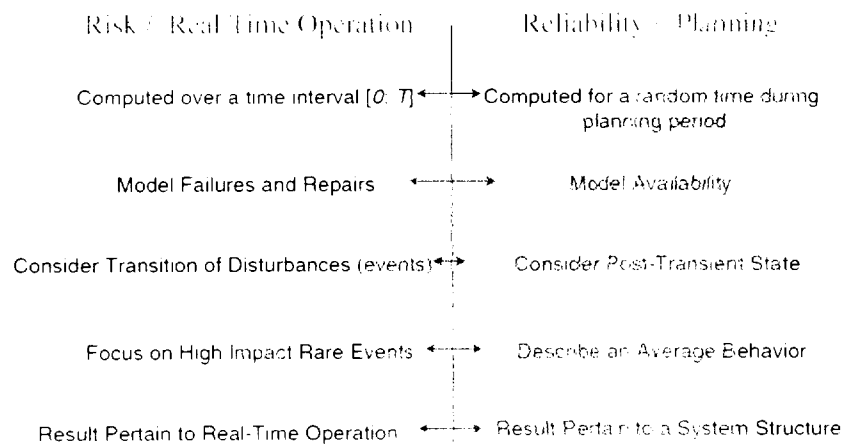 Risk / Real Time Operation
Reliability / Planning
Computed over a time interval [0: T]
Computed for a random time during
planning period
Model Failures and Repairs
Model Availability
Consider Transition of Disturbances (events)
Consider Post-Transient State
Focus on High Impact Rare Events
Describe an Average Behavior
Result Pertain to Real-Time Operation
Result Pertain to a System Structure